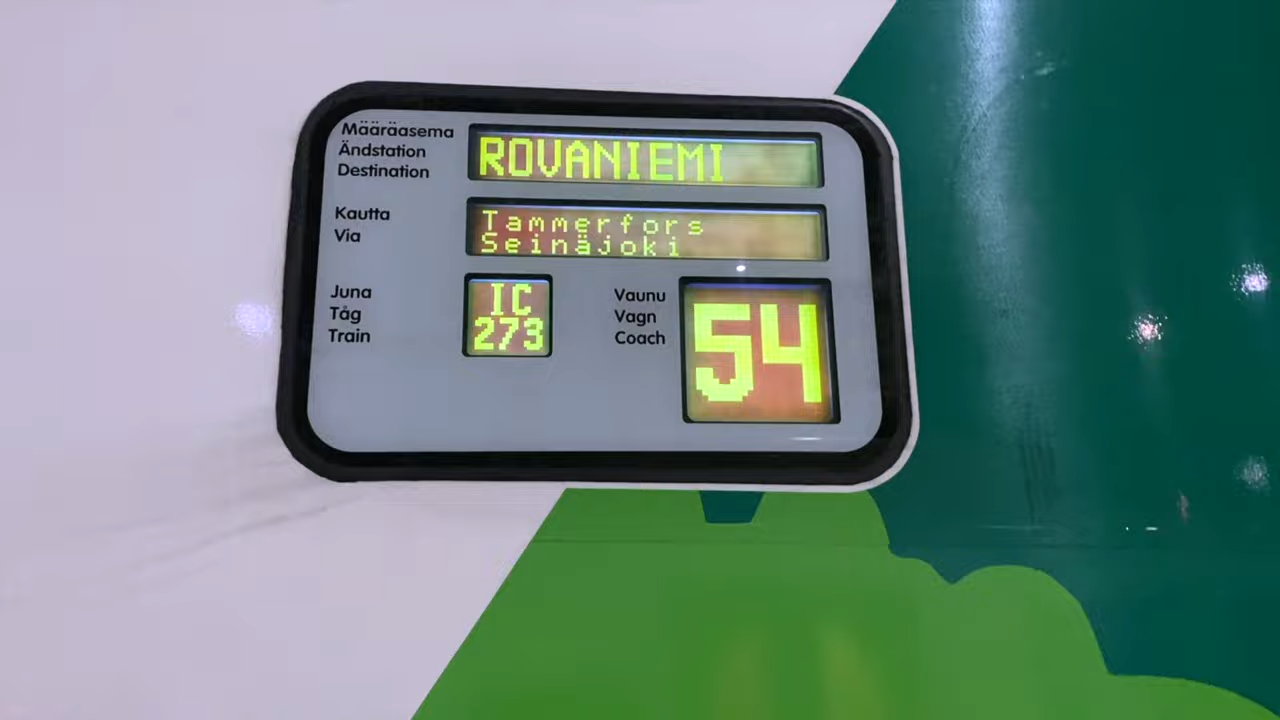 Määräasema
Ändstation
Destination
ROVANIEMI
Kautta
Via
Tammerfors
Seinäjoki
Juna
Tåg
Train
IC
273
Vaunu
Vagn
Coach
54